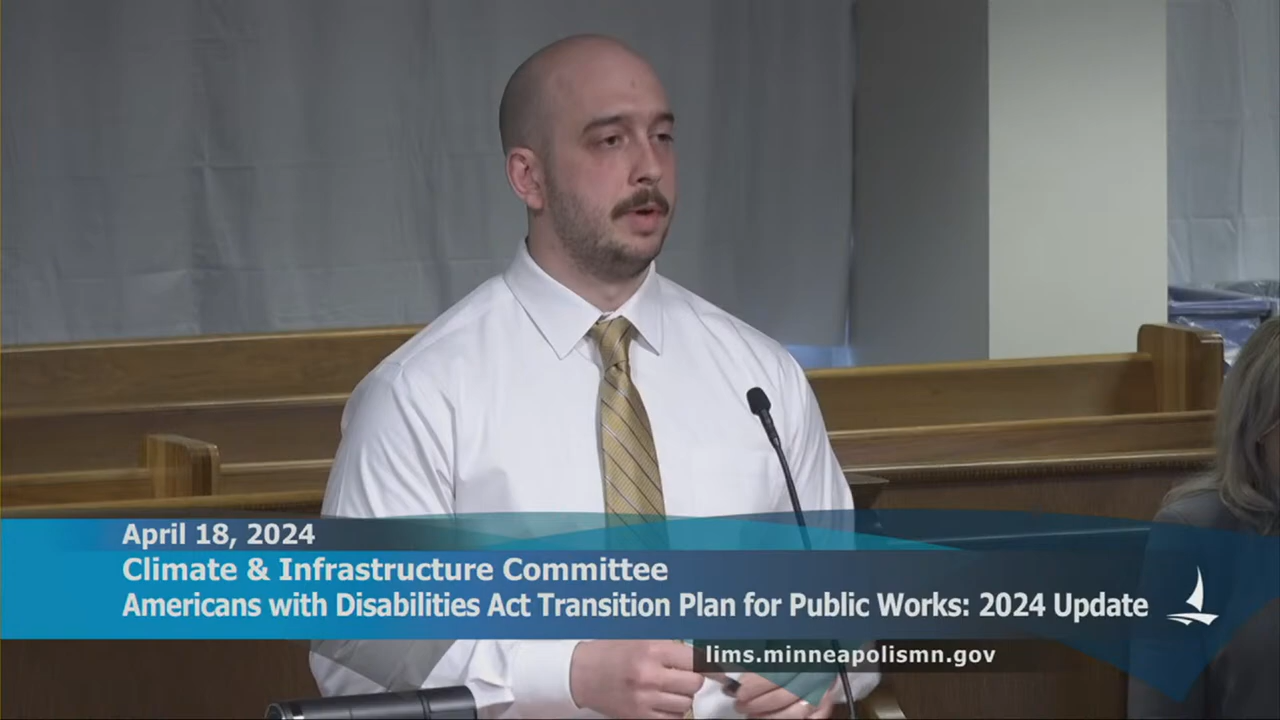 April 18, 2024
Climate & Infrastructure Committee
Americans with Disabilities Act Transition Plan for Public Works: 2024 Update
lims.minneapolismn.gov